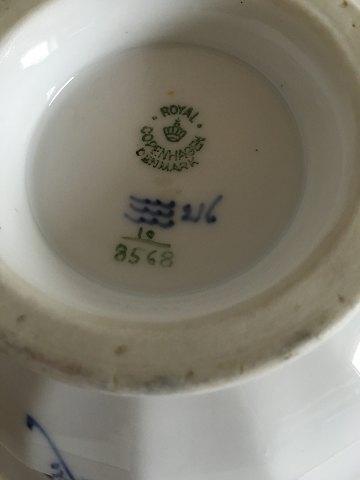 ROYAL
COPENHAGEN
DENMARK
216
10
8568